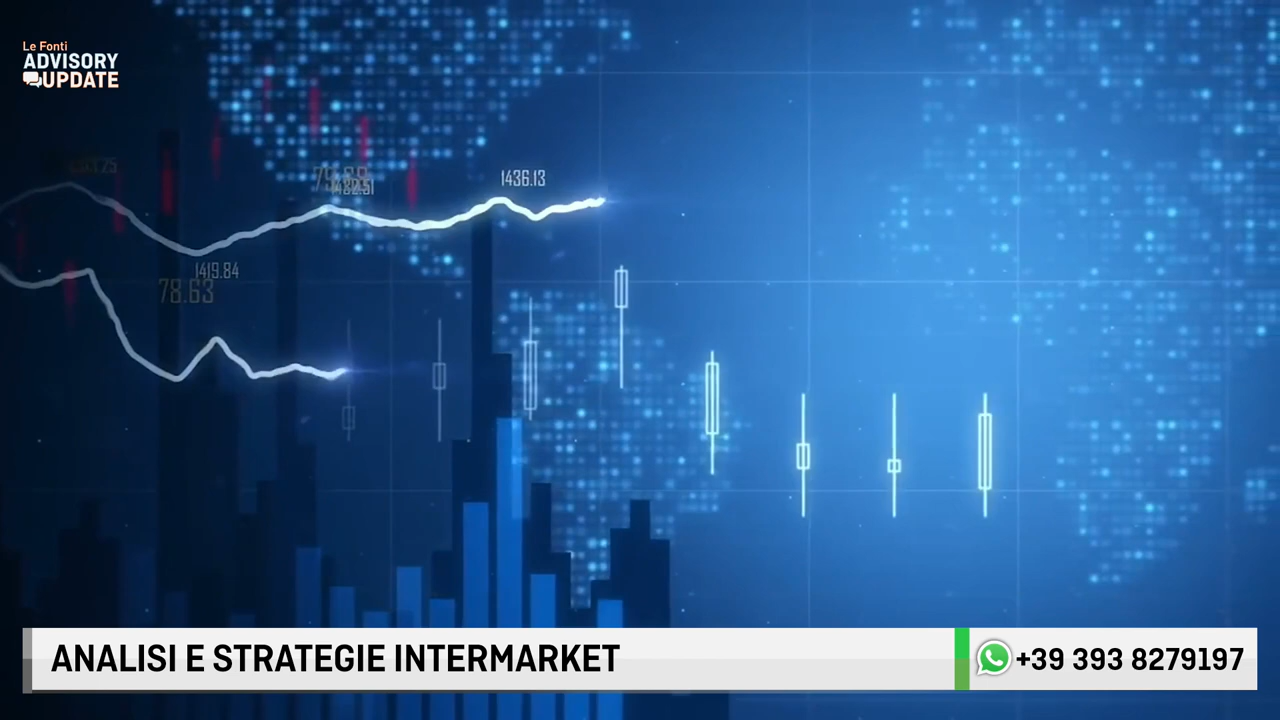 Le Fonti
ADVISORY
UPDATE
1436.13
1419.84
78.63
ANALISI E STRATEGIE INTERMARKET
+39 393 8279197